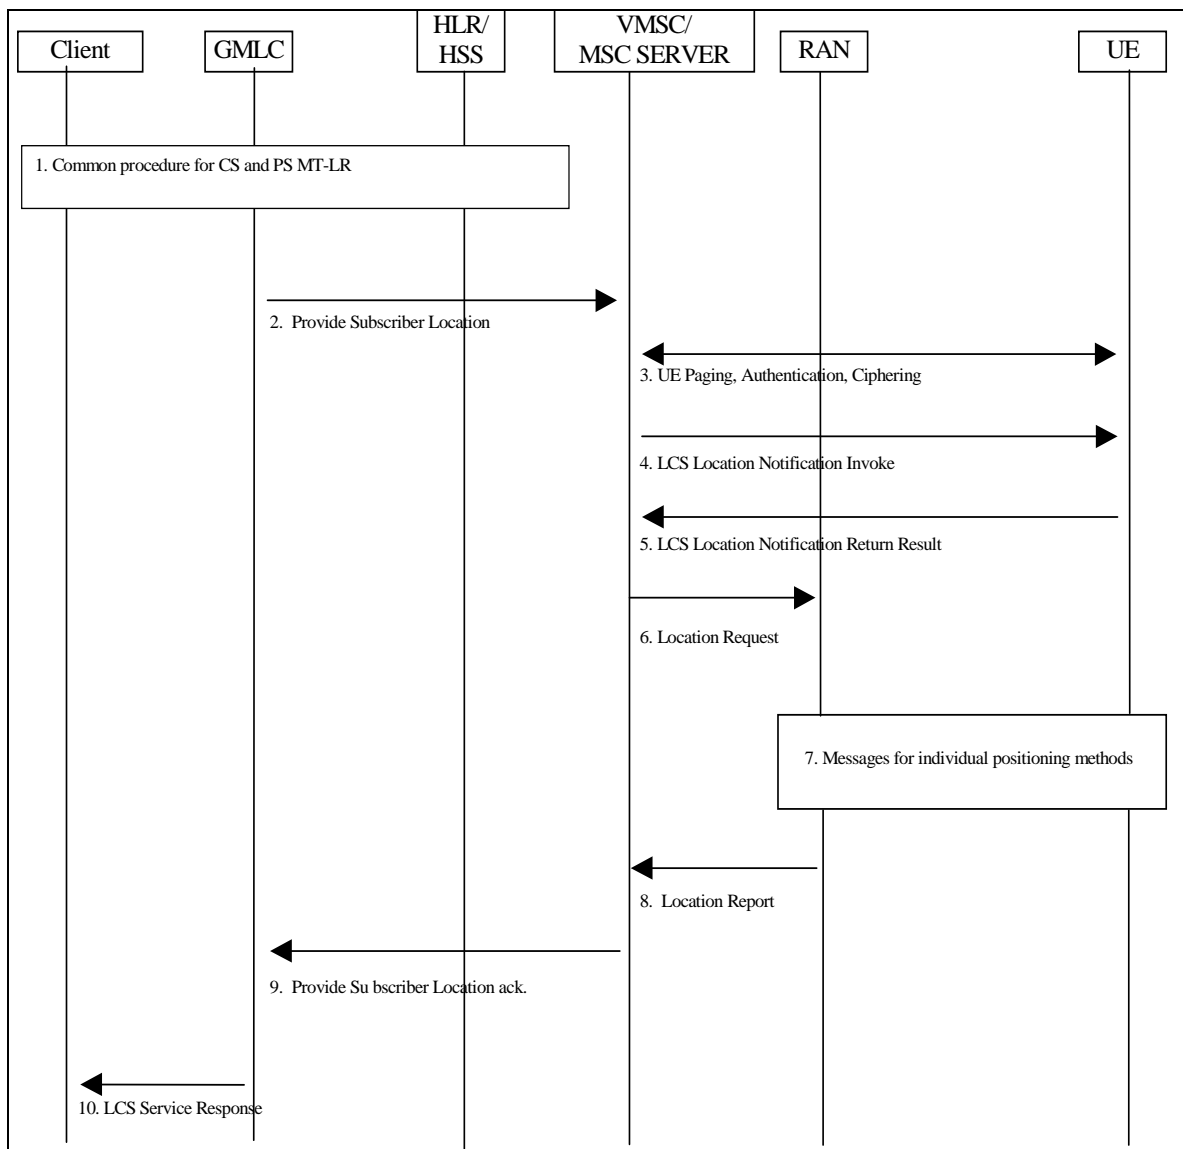 Client
GMLC
HLR/
HSS
VMSC/
MSC SERVER
RAN
UE
1. Common procedure for CS and PS MT-LR
2. Provide Subscriber Location
3. UE Paging, Authentication, Ciphering
4. LCS Location Notification Invoke
5. LCS Location Notification Return Result
6. Location Request
7. Messages for individual positioning methods
8. Location Report
9. Provide Su bscriber Location ack.
10. LCS Service Response